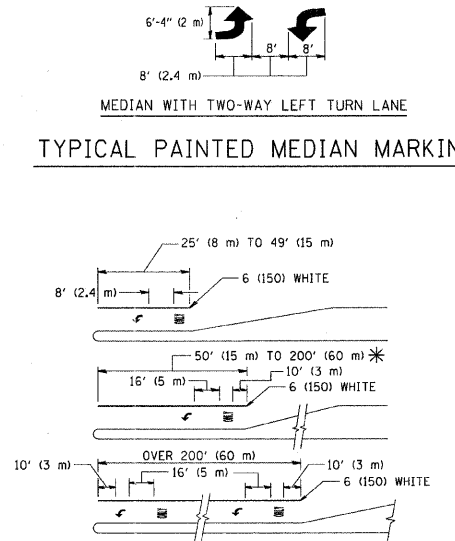 6'-4" (2 m)
8' 8'
8' (2.4 m)
MEDIAN WITH TWO-WAY LEFT TURN LANE
TYPICAL PAINTED MEDIAN MARKIN
25' (8 m) TO 49' (15 m)
6 (150) WHITE
8' (2.4 m)
50' (15 m) TO 200' (60 m) *
16' (5 m) 10' (3 m)
6 (150) WHITE
OVER 200' (60 m)
10' (3 m) 16' (5 m) 10' (3 m)
6 (150) WHITE